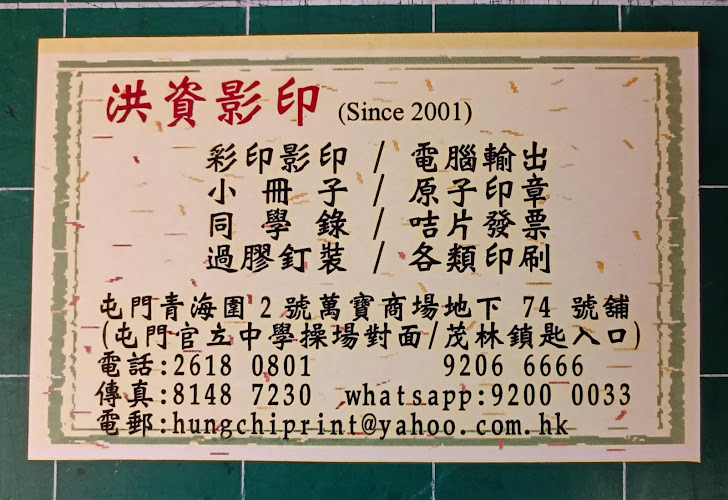 洪資影印 (Since 2001)
彩印影印 / 電腦輸出
小冊子 / 原子印章
同學錄 / 咭片發票
過膠釘裝 / 各類印刷
屯門青海圍2號萬寶商場地下 74 號舖
(屯門官立中學操場對面/茂林鎖匙入口)
電話:2618 0801 9206 6666
傳真:8148 7230 whatsapp:9200 0033
電郵:hungchiprint@yahoo.com.hk